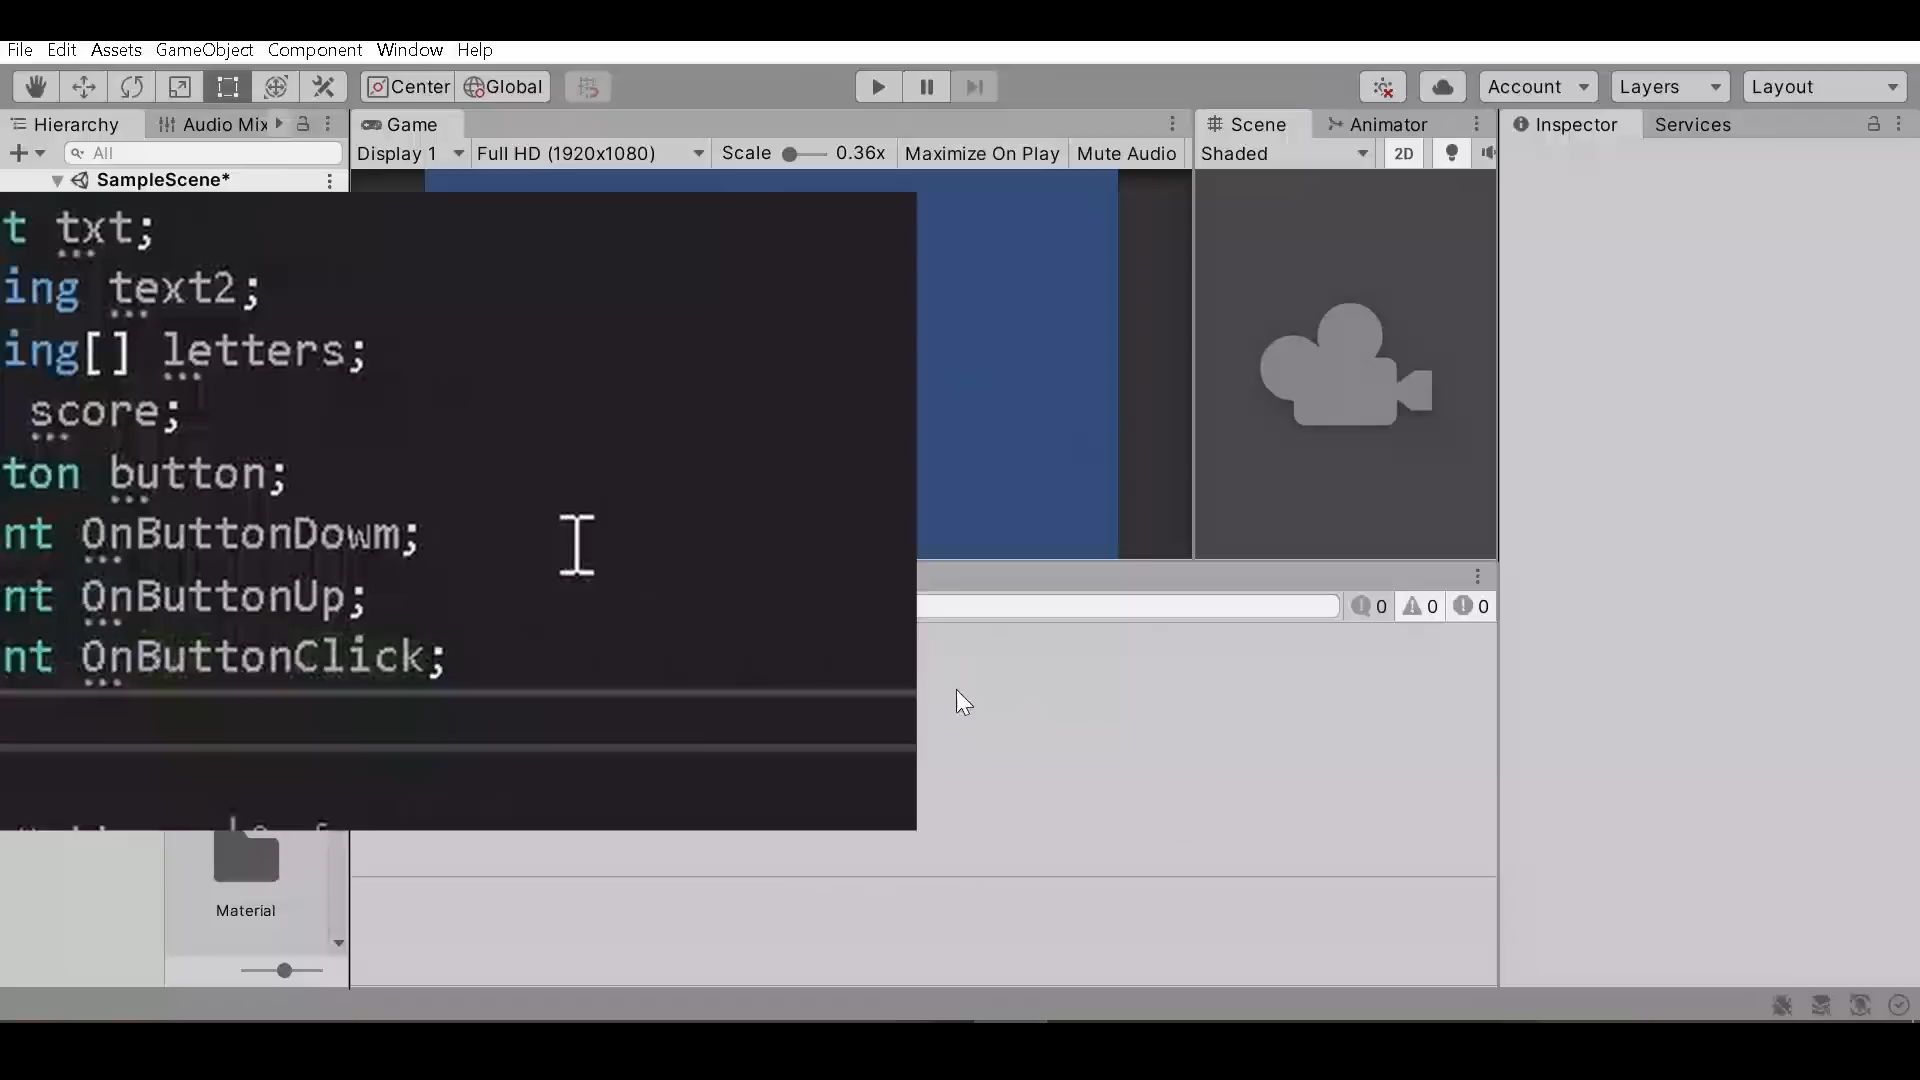 File Edit Assets GameObject Component Window Help
Center Global Account Layers Layout
Hierarchy Audio Mix Game Scene Animator Inspector Services
All Display 1 Full HD (1920x1080) Scale 0.36x Maximize On Play Mute Audio Shaded 2D
SampleScene*
t txt;
ing text2;
ing[] letters;
score;
ton button;
nt OnButtonDowm;
nt OnButtonUp;
nt OnButtonClick;
0 0 0
Material